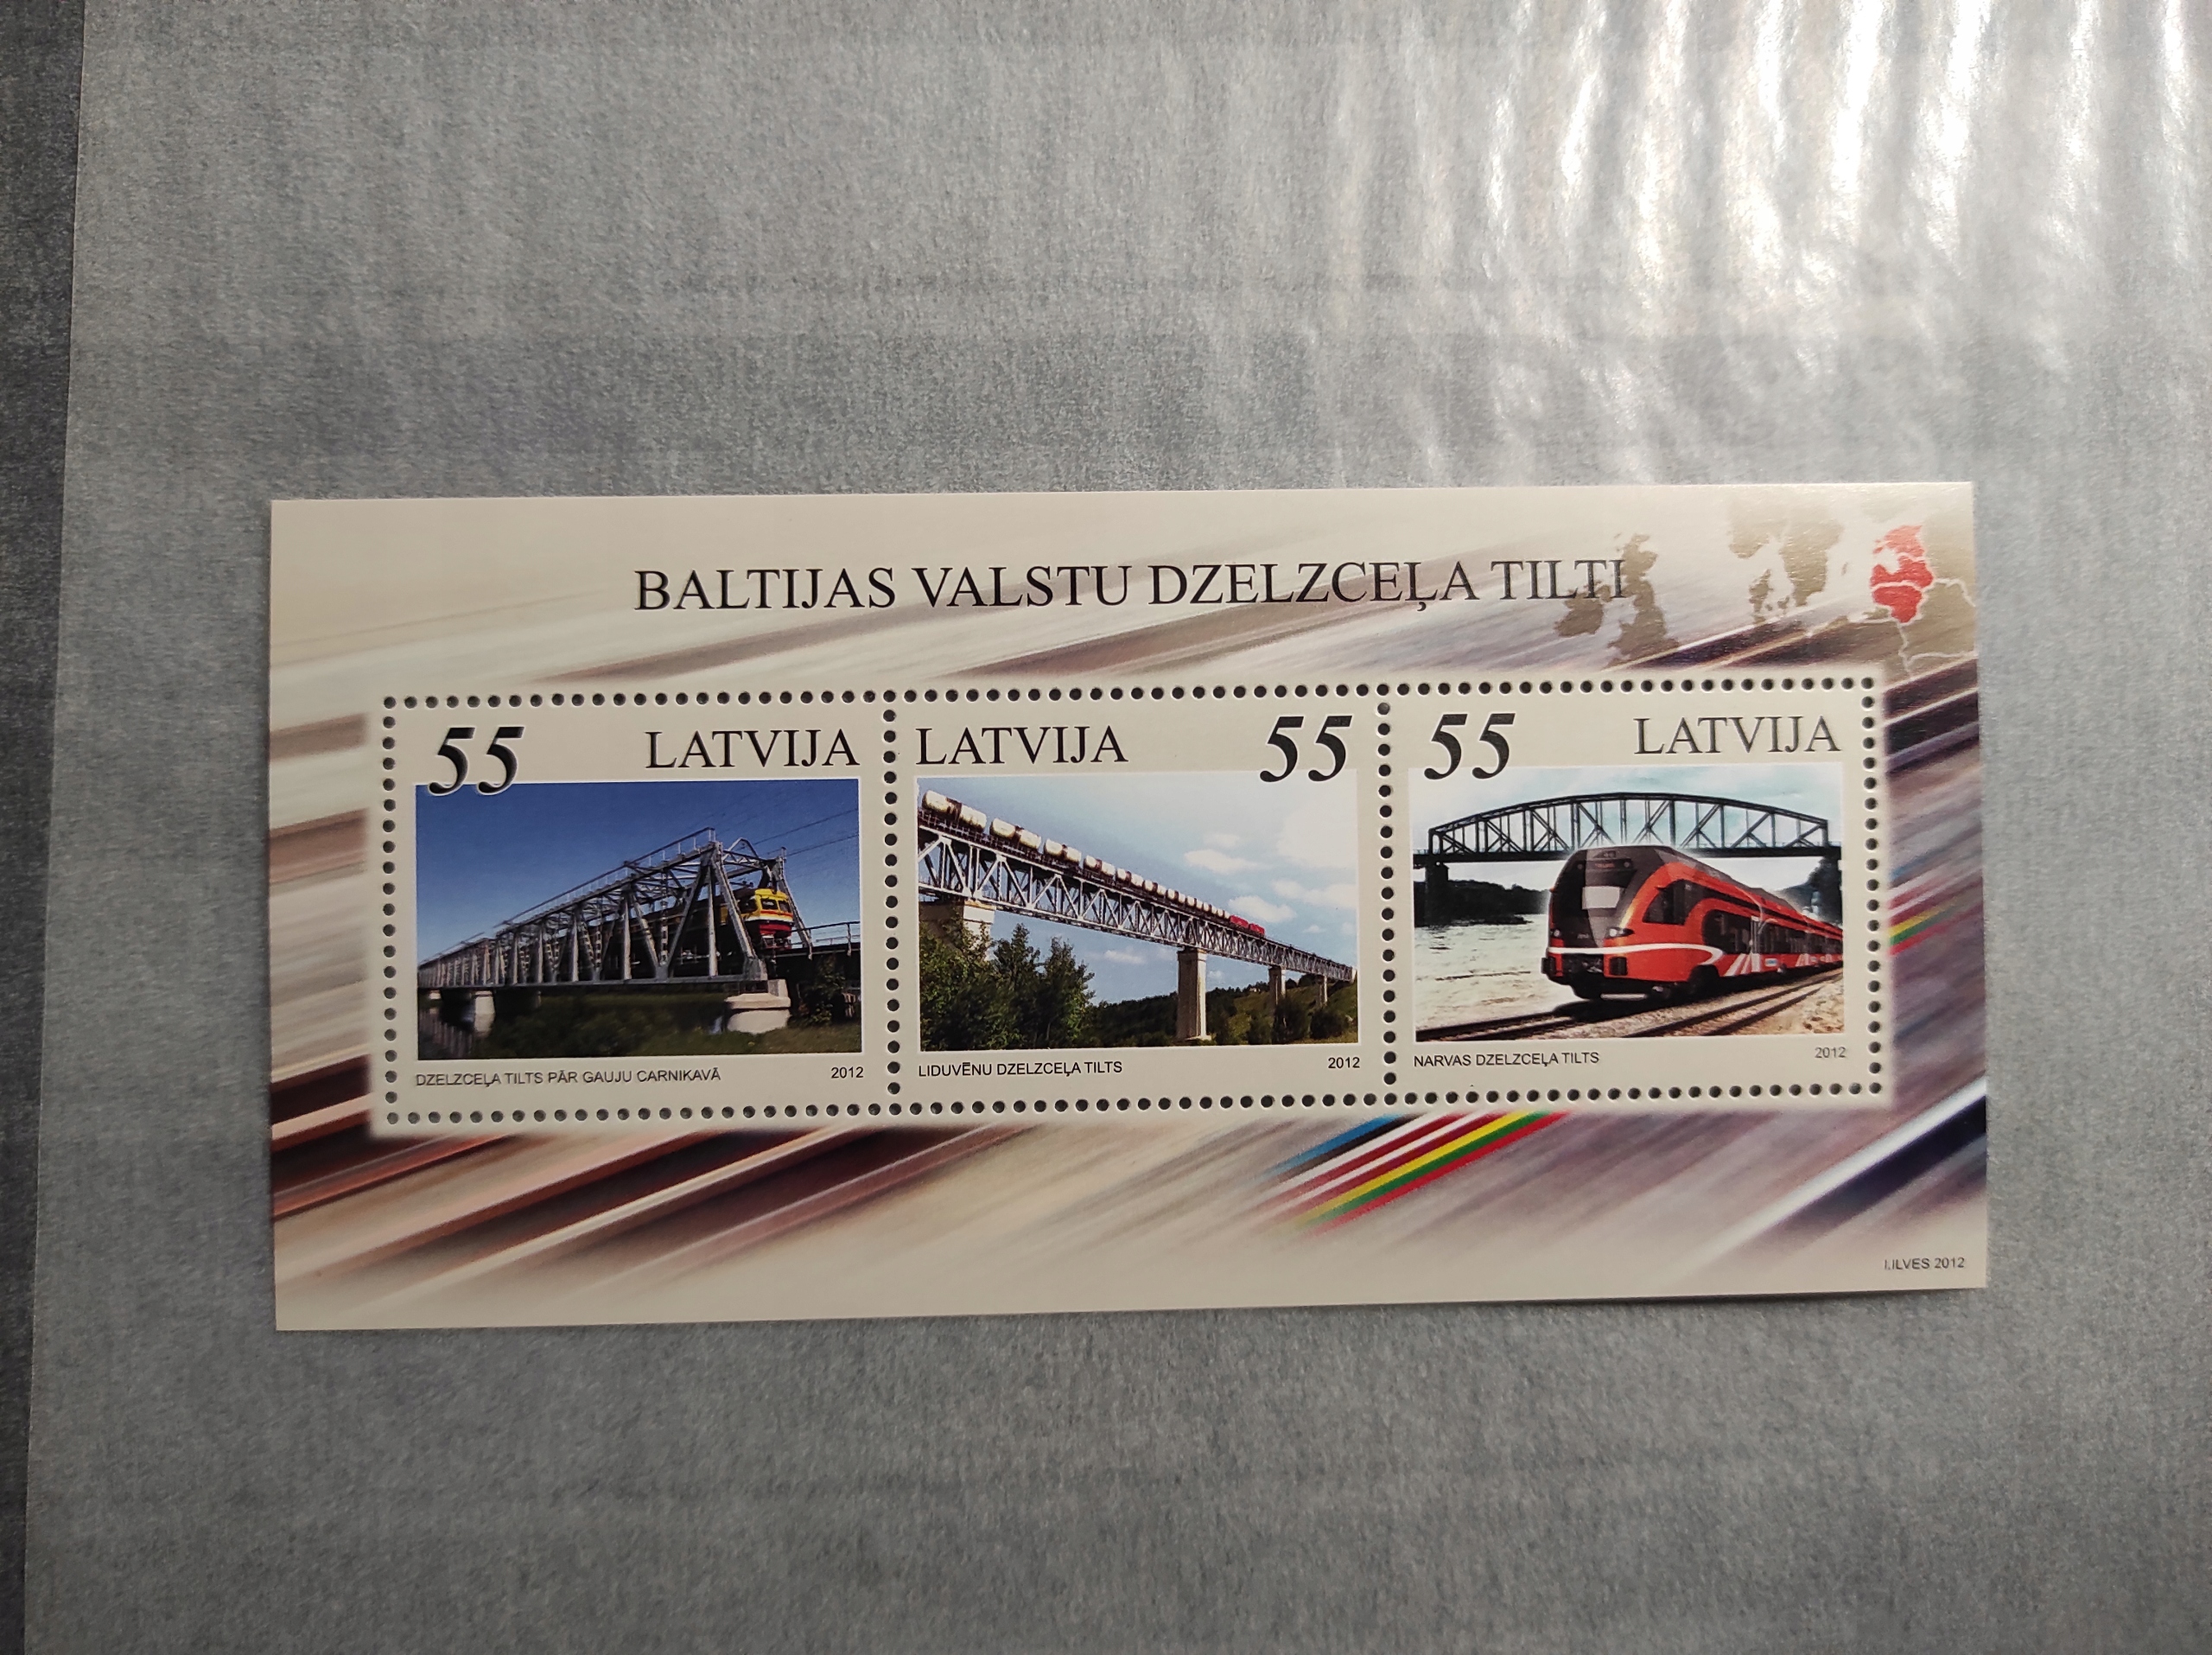 BALTIJAS VALSTU DZELZCEĻA TILTI
55 LATVIJA
DZELZCEĻA TILTS PĀR GAUJU CARNIKAVĀ 2012
LATVIJA 55
LIDUVĒNU DZELZCEĻA TILTS 2012
55 LATVIJA
NARVAS DZELZCEĻA TILTS 2012
I.ILVES 2012